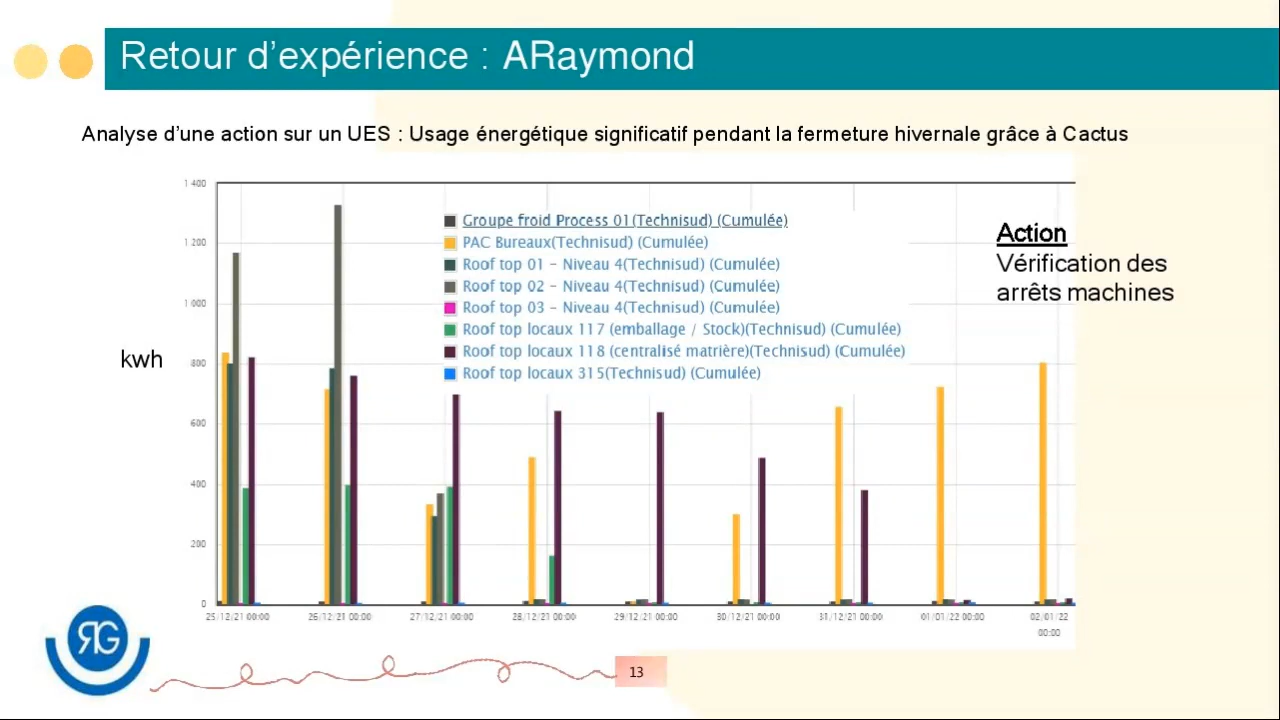 Retour d'expérience : ARaymond
Analyse d'une action sur un UES : Usage énergétique significatif pendant la fermeture hivernale grâce à Cactus
1 400
1 200
1 000
800
600
400
200
0
kwh
Groupe froid Process 01(Technisud) (Cumulée)
PAC Bureaux(Technisud) (Cumulée)
Roof top 01 - Niveau 4(Technisud) (Cumulée)
Roof top 02 - Niveau 4(Technisud) (Cumulée)
Roof top 03 - Niveau 4(Technisud) (Cumulée)
Roof top locaux 117 (emballage / Stock)(Technisud) (Cumulée)
Roof top locaux 118 (centralisé matrière)(Technisud) (Cumulée)
Roof top locaux 315(Technisud) (Cumulée)
Action
Vérification des
arrêts machines
25/12/21 00:00
26/12/21 00:00
27/12/21 00:00
28/12/21 00:00
29/12/21 00:00
30/12/21 00:00
31/12/21 00:00
01/01/22 00:00
02/01/22
00:00
13